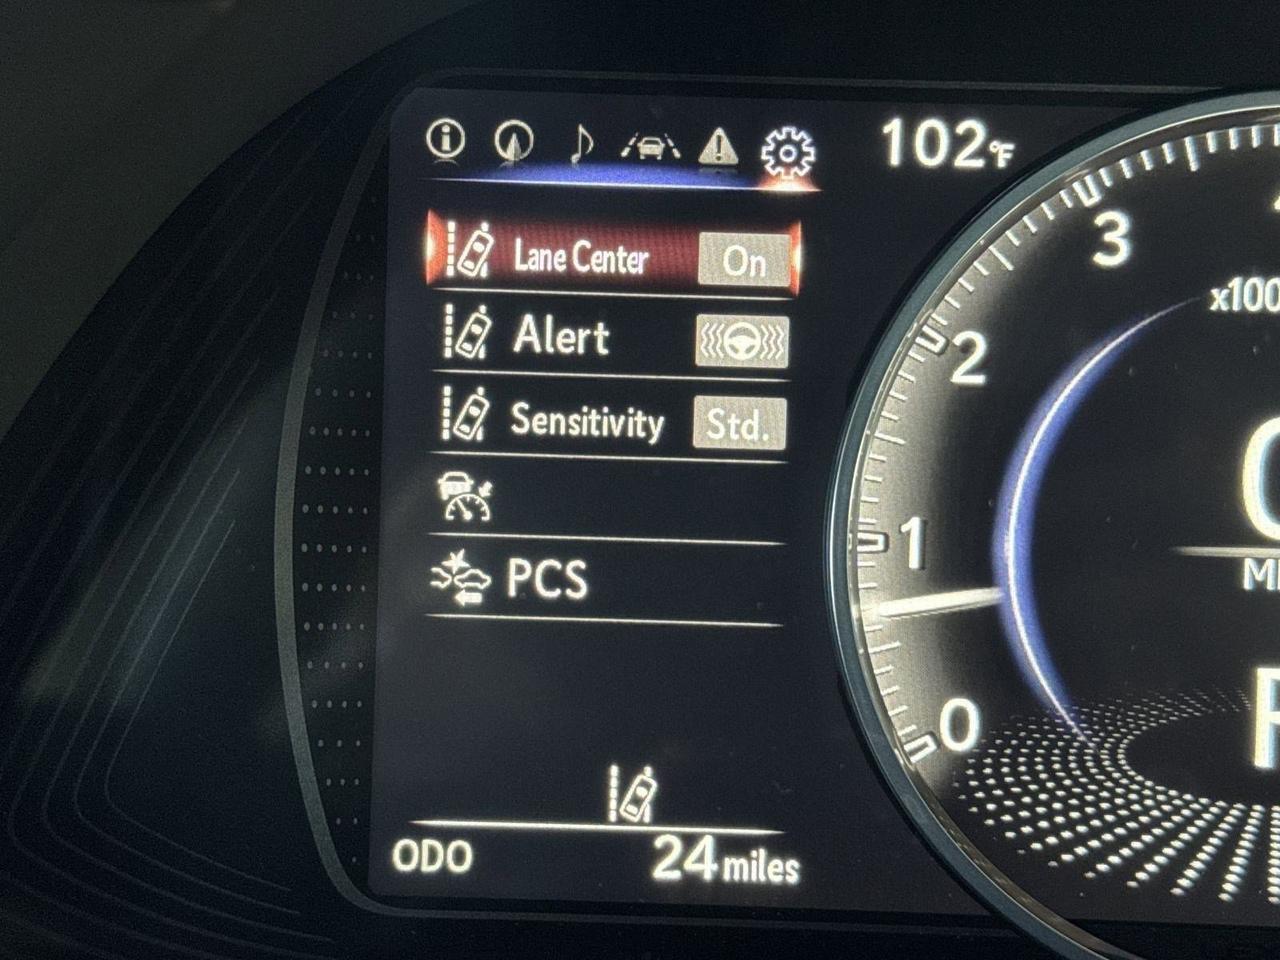 102°F
Lane Center On
Alert
Sensitivity Std.
PCS
ODO 24 miles
3
2
1
0
x100